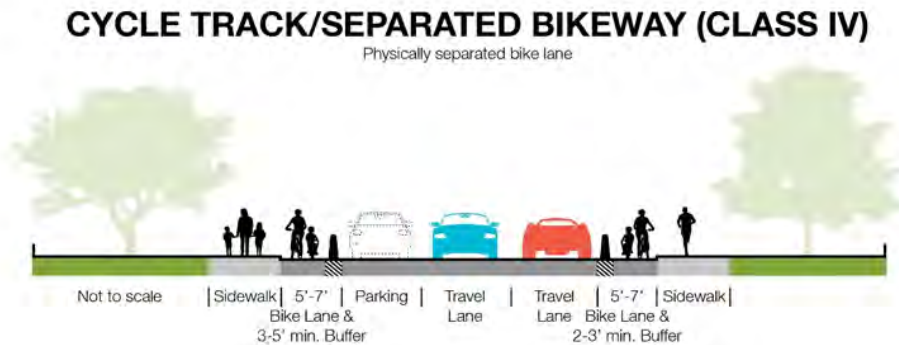 CYCLE TRACK/SEPARATED BIKEWAY (CLASS IV)
Physically separated bike lane
Not to scale
Sidewalk
5'-7'
Bike Lane &
3-5' min. Buffer
Parking
Travel
Lane
Travel
Lane
5'-7'
Bike Lane &
2-3' min. Buffer
Sidewalk